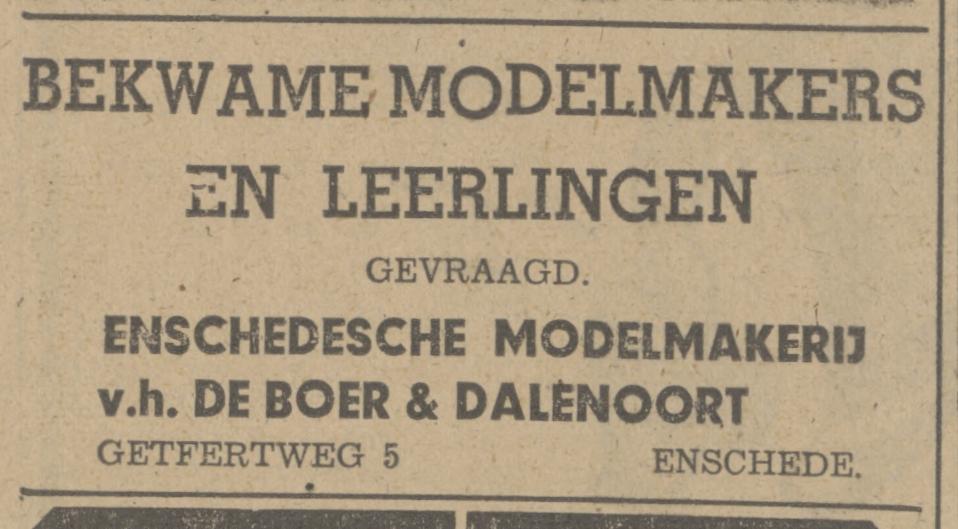 BEKWAME MODELMAKERS
EN LEERLINGEN
GEVRAAGD.
ENSCHEDESCHE MODELMAKERIJ
v.h. DE BOER & DALENOORT
GETFERTWEG 5 ENSCHEDE.